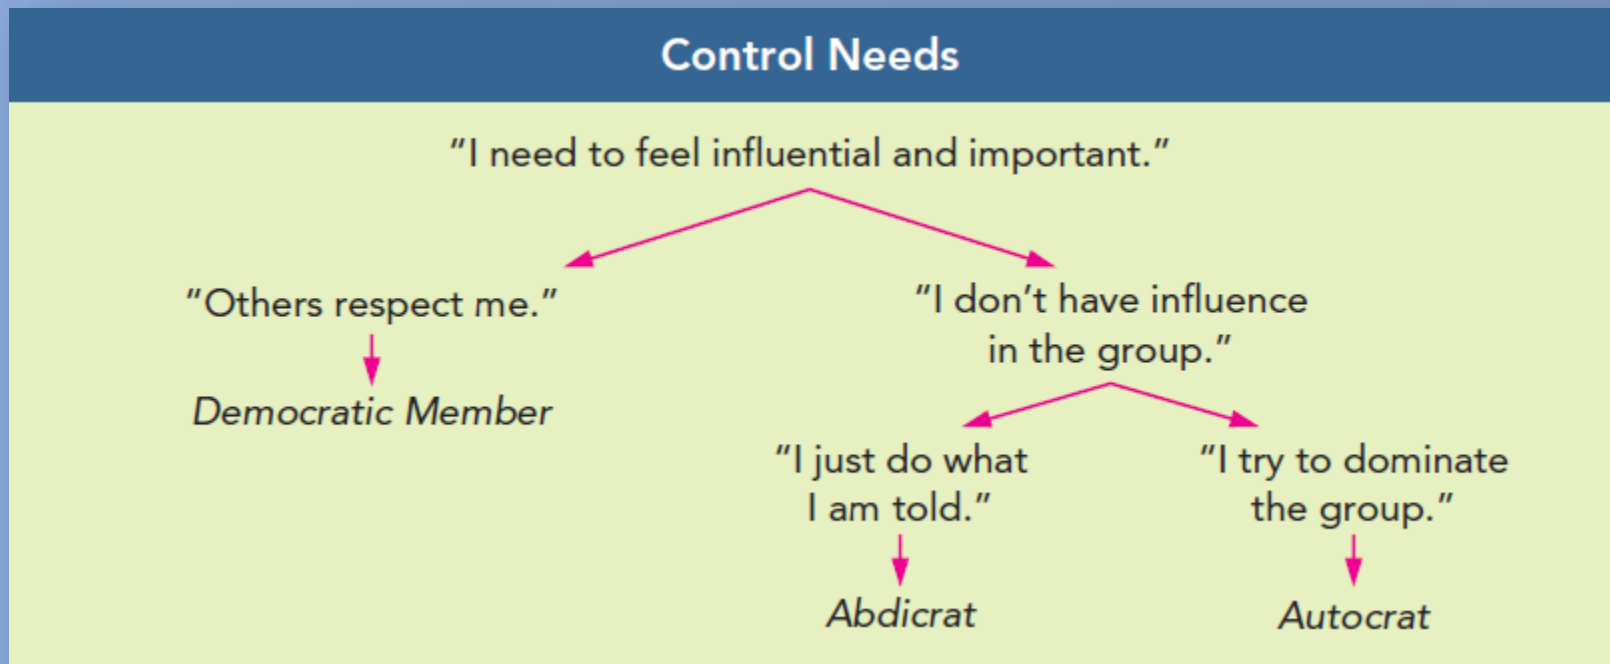 Control Needs
“I need to feel influential and important.”
“Others respect me.”
“I don’t have influence
in the group.”
Democratic Member
“I just do what
I am told.”
“I try to dominate
the group.”
Abdicrat
Autocrat